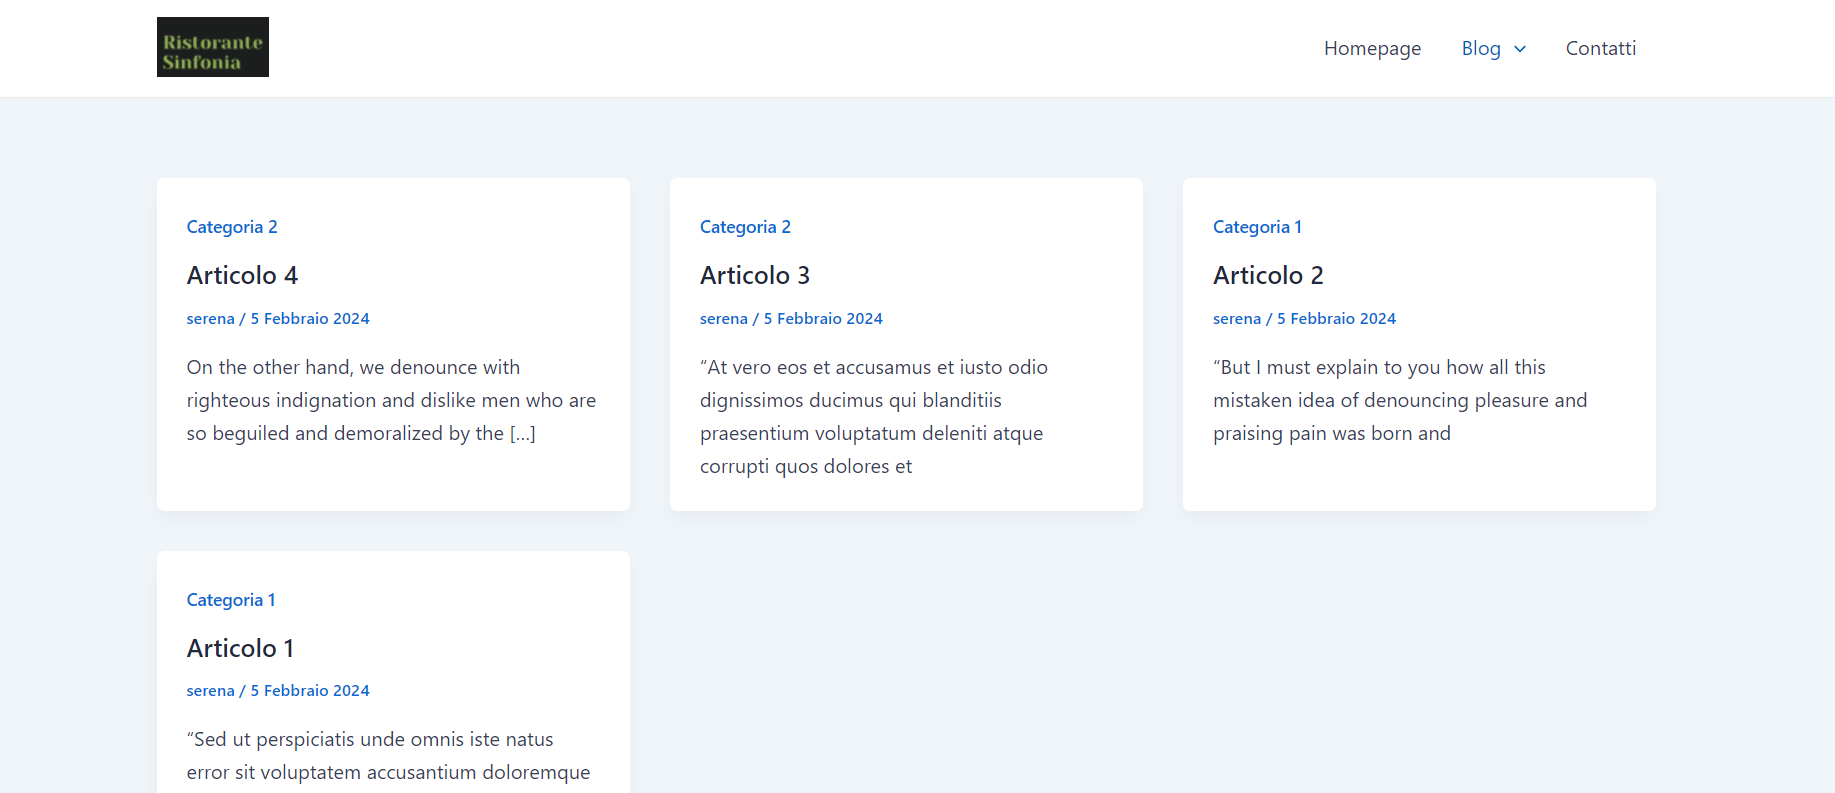 Ristorante
Sinfonia
Homepage
Blog
Contatti
Categoria 2
Articolo 4
serena / 5 Febbraio 2024
On the other hand, we denounce with
righteous indignation and dislike men who are
so beguiled and demoralized by the […]
Categoria 2
Articolo 3
serena / 5 Febbraio 2024
“At vero eos et accusamus et iusto odio
dignissimos ducimus qui blanditiis
praesentium voluptatum deleniti atque
corrupti quos dolores et
Categoria 1
Articolo 2
serena / 5 Febbraio 2024
“But I must explain to you how all this
mistaken idea of denouncing pleasure and
praising pain was born and
Categoria 1
Articolo 1
serena / 5 Febbraio 2024
“Sed ut perspiciatis unde omnis iste natus
error sit voluptatem accusantium doloremque